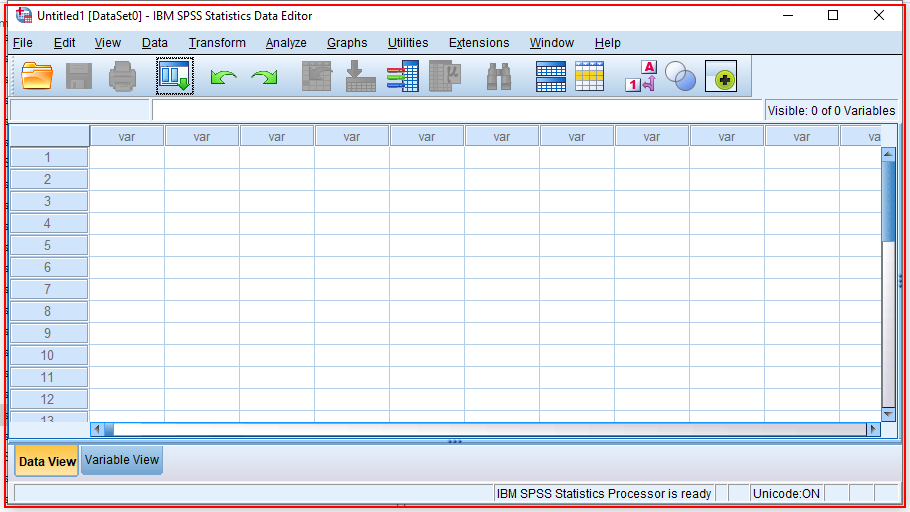 Untitled1 [DataSet0] - IBM SPSS Statistics Data Editor
File Edit View Data Transform Analyze Graphs Utilities Extensions Window Help
A
1
μ
Visible: 0 of 0 Variables
var var var var var var var var var var va
1
2
3
4
5
6
7
8
9
10
11
12
13
Data View Variable View
IBM SPSS Statistics Processor is ready Unicode:ON